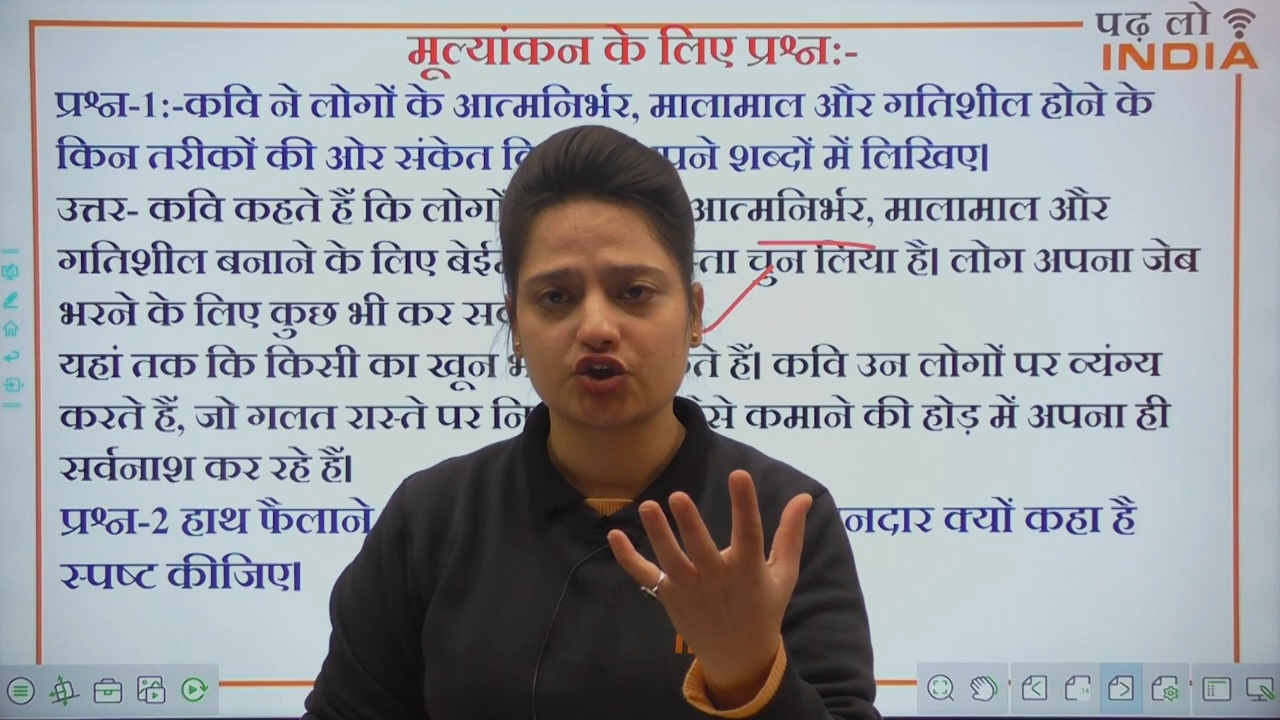 पढ़ लो
INDIA
मूल्यांकन के लिए प्रश्न:-
प्रश्न-1:-कवि ने लोगों के आत्मनिर्भर, मालामाल और गतिशील होने के
किन तरीकों की ओर संकेत शब्दों में लिखिए।
उत्तर- कवि कहते हैं कि आत्मनिर्भर, मालामाल और
गतिशील बनाने के लिए चुन लिया है। लोग अपना जेब
भरने के लिए कुछ भी कर
यहां तक कि किसी का खून हैं। कवि उन लोगों पर व्यंग्य
करते हैं, जो गलत रास्ते पर कमाने की होड़ में अपना ही
सर्वनाश कर रहे हैं।
प्रश्न-2 हाथ फैलाने क्यों कहा है
स्पष्ट कीजिए।